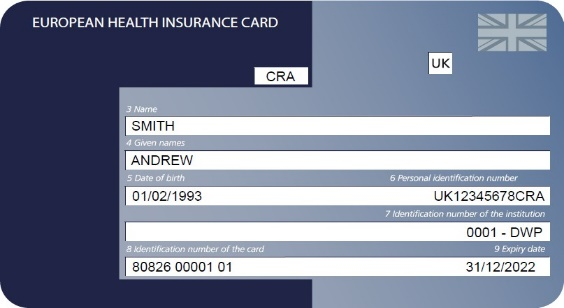 EUROPEAN HEALTH INSURANCE CARD
UK
CRA
3 Name
SMITH
4 Given names
ANDREW
5 Date of birth 6 Personal identification number
01/02/1993 UK12345678CRA
7 Identification number of the institution
0001 - DWP
8 Identification number of the card 9 Expiry date
80826 00001 01 31/12/2022